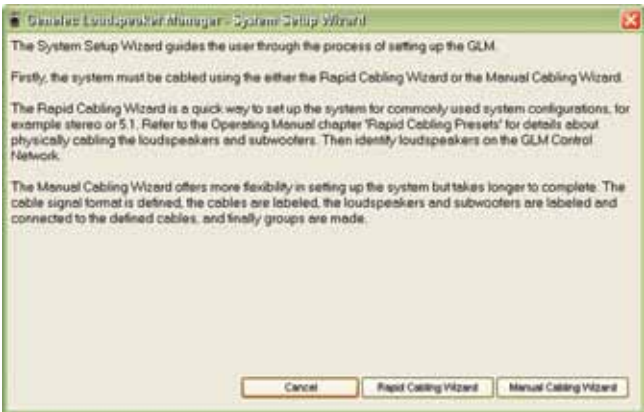 Genelec Loudspeaker Manager - System Setup Wizard
The System Setup Wizard guides the user through the process of setting up the GLM.
Firstly, the system must be cabled using the either the Rapid Cabling Wizard or the Manual Cabling Wizard.
The Rapid Cabling Wizard is a quick way to set up the system for commonly used system configurations, for
example stereo or 5.1. Refer to the Operating Manual chapter 'Rapid Cabling Presets' for details about
physically cabling the loudspeakers and subwoofers. Then identify loudspeakers on the GLM Control
Network.
The Manual Cabling Wizard offers more flexibility in setting up the system but takes longer to complete. The
cable signal format is defined, the cables are labeled, the loudspeakers and subwoofers are labeled and
connected to the defined cables, and finally groups are made.
Cancel Rapid Cabling Wizard Manual Cabling Wizard